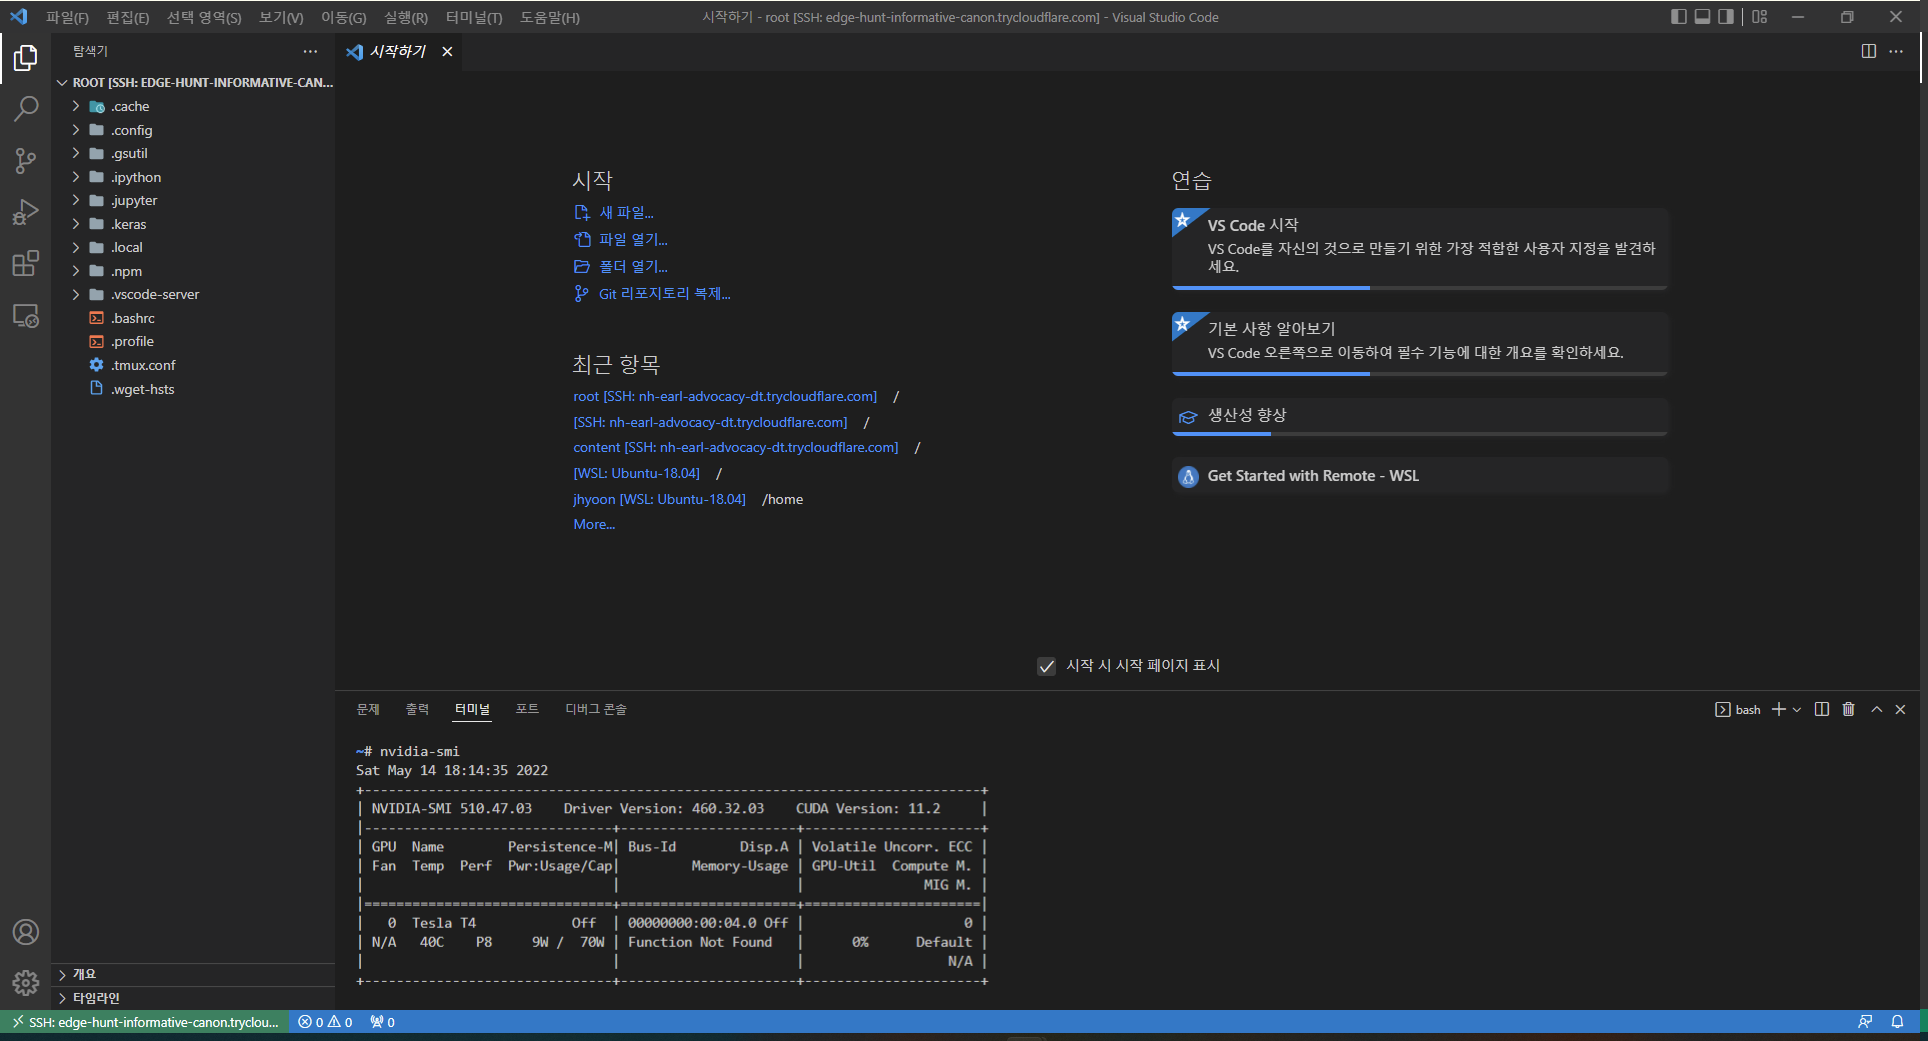 파일(F) 편집(E) 선택 영역(S) 보기(V) 이동(G) 실행(R) 터미널(T) 도움말(H) 시작하기 - root [SSH: edge-hunt-informative-canon.trycloudflare.com] - Visual Studio Code
탐색기
시작하기
ROOT [SSH: EDGE-HUNT-INFORMATIVE-CAN...
.cache
.config
.gsutil
.ipython
.jupyter
.keras
.local
.npm
.vscode-server
.bashrc
.profile
.tmux.conf
.wget-hsts
개요
타임라인
시작
새 파일...
파일 열기...
폴더 열기...
Git 리포지토리 복제...
최근 항목
root [SSH: nh-earl-advocacy-dt.trycloudflare.com] /
[SSH: nh-earl-advocacy-dt.trycloudflare.com] /
content [SSH: nh-earl-advocacy-dt.trycloudflare.com] /
[WSL: Ubuntu-18.04] /
jhyoon [WSL: Ubuntu-18.04] /home
More...
연습
VS Code 시작
VS Code를 자신의 것으로 만들기 위한 가장 적합한 사용자 지정을 발견하
세요.
기본 사항 알아보기
VS Code 오른쪽으로 이동하여 필수 기능에 대한 개요를 확인하세요.
생산성 향상
Get Started with Remote - WSL
시작 시 시작 페이지 표시
문제 출력 터미널 포트 디버그 콘솔
bash
~# nvidia-smi
Sat May 14 18:14:35 2022
+-----------------------------------------------------------------------------+
| NVIDIA-SMI 510.47.03    Driver Version: 460.32.03    CUDA Version: 11.2     |
|-------------------------------+----------------------+----------------------+
| GPU  Name        Persistence-M| Bus-Id        Disp.A | Volatile Uncorr. ECC |
| Fan  Temp  Perf  Pwr:Usage/Cap|         Memory-Usage | GPU-Util  Compute M. |
|                               |                      |               MIG M. |
|===============================+======================+======================|
|   0  Tesla T4            Off  | 00000000:00:04.0 Off |                    0 |
| N/A   40C    P8     9W /  70W | Function Not Found   |      0%      Default |
|                               |                      |                  N/A |
+-------------------------------+----------------------+----------------------+
SSH: edge-hunt-informative-canon.tryclou... 0 0 0